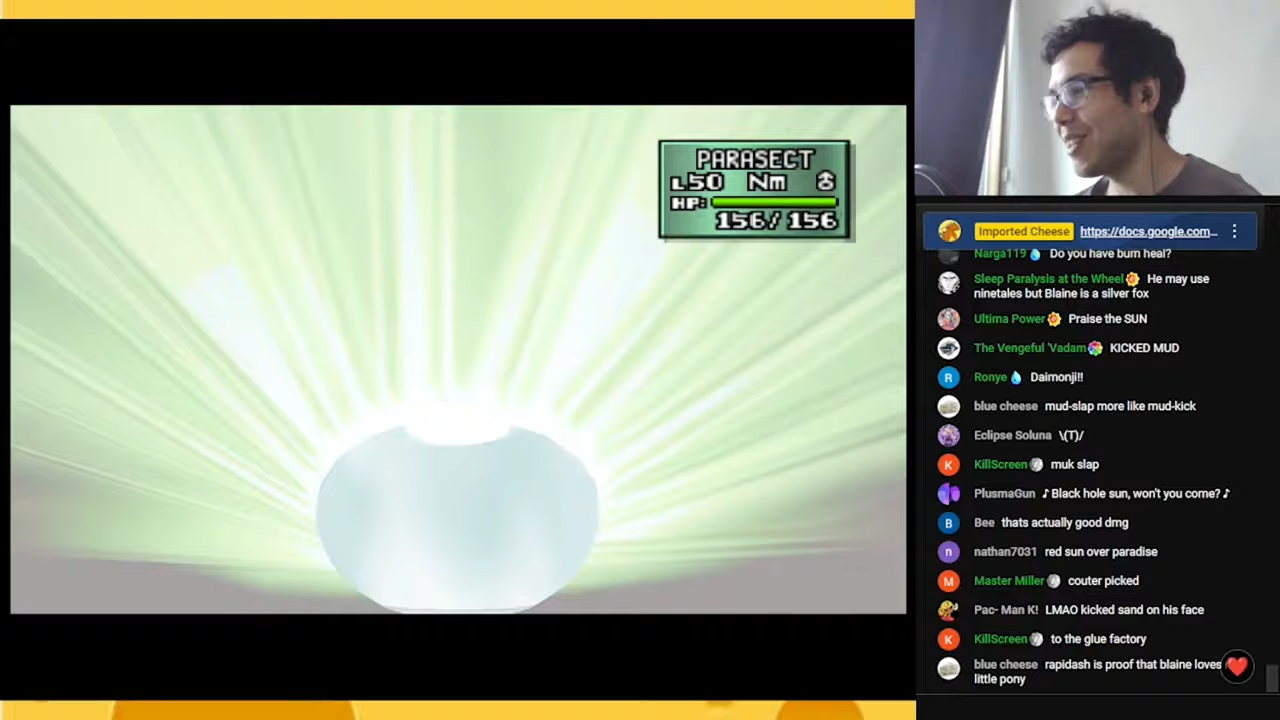 PARASECT
L50 Nm ♂
HP:
156/ 156
Imported Cheese https://docs.google.com...
Narga119 Do you have burn heal?
Sleep Paralysis at the Wheel He may use
ninetales but Blaine is a silver fox
Ultima Power Praise the SUN
The Vengeful 'Vadam KICKED MUD
R Ronye Daimonji!!
blue cheese mud-slap more like mud-kick
Eclipse Soluna \(T)/
K KillScreen muk slap
PlusmaGun ♪Black hole sun, won't you come?♪
B Bee thats actually good dmg
n nathan7031 red sun over paradise
M Master Miller couter picked
Pac- Man K! LMAO kicked sand on his face
K KillScreen to the glue factory
blue cheese rapidash is proof that blaine loves
little pony